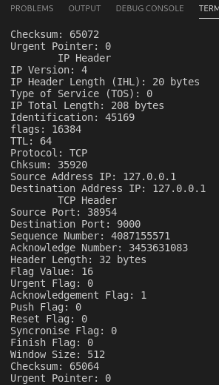 PROBLEMS OUTPUT DEBUG CONSOLE TERM
Checksum: 65072
Urgent Pointer: 0
IP Header
IP Version: 4
IP Header Length (IHL): 20 bytes
Type of Service (TOS): 0
IP Total Length: 208 bytes
Identification: 45169
flags: 16384
TTL: 64
Protocol: TCP
Chksum: 35920
Source Address IP: 127.0.0.1
Destination Address IP: 127.0.0.1
TCP Header
Source Port: 38954
Destination Port: 9000
Sequence Number: 4087155571
Acknowledge Number: 3453631083
Header Length: 32 bytes
Flag Value: 16
Urgent Flag: 0
Acknowledgement Flag: 1
Push Flag: 0
Reset Flag: 0
Syncronise Flag: 0
Finish Flag: 0
Window Size: 512
Checksum: 65064
Urgent Pointer: 0